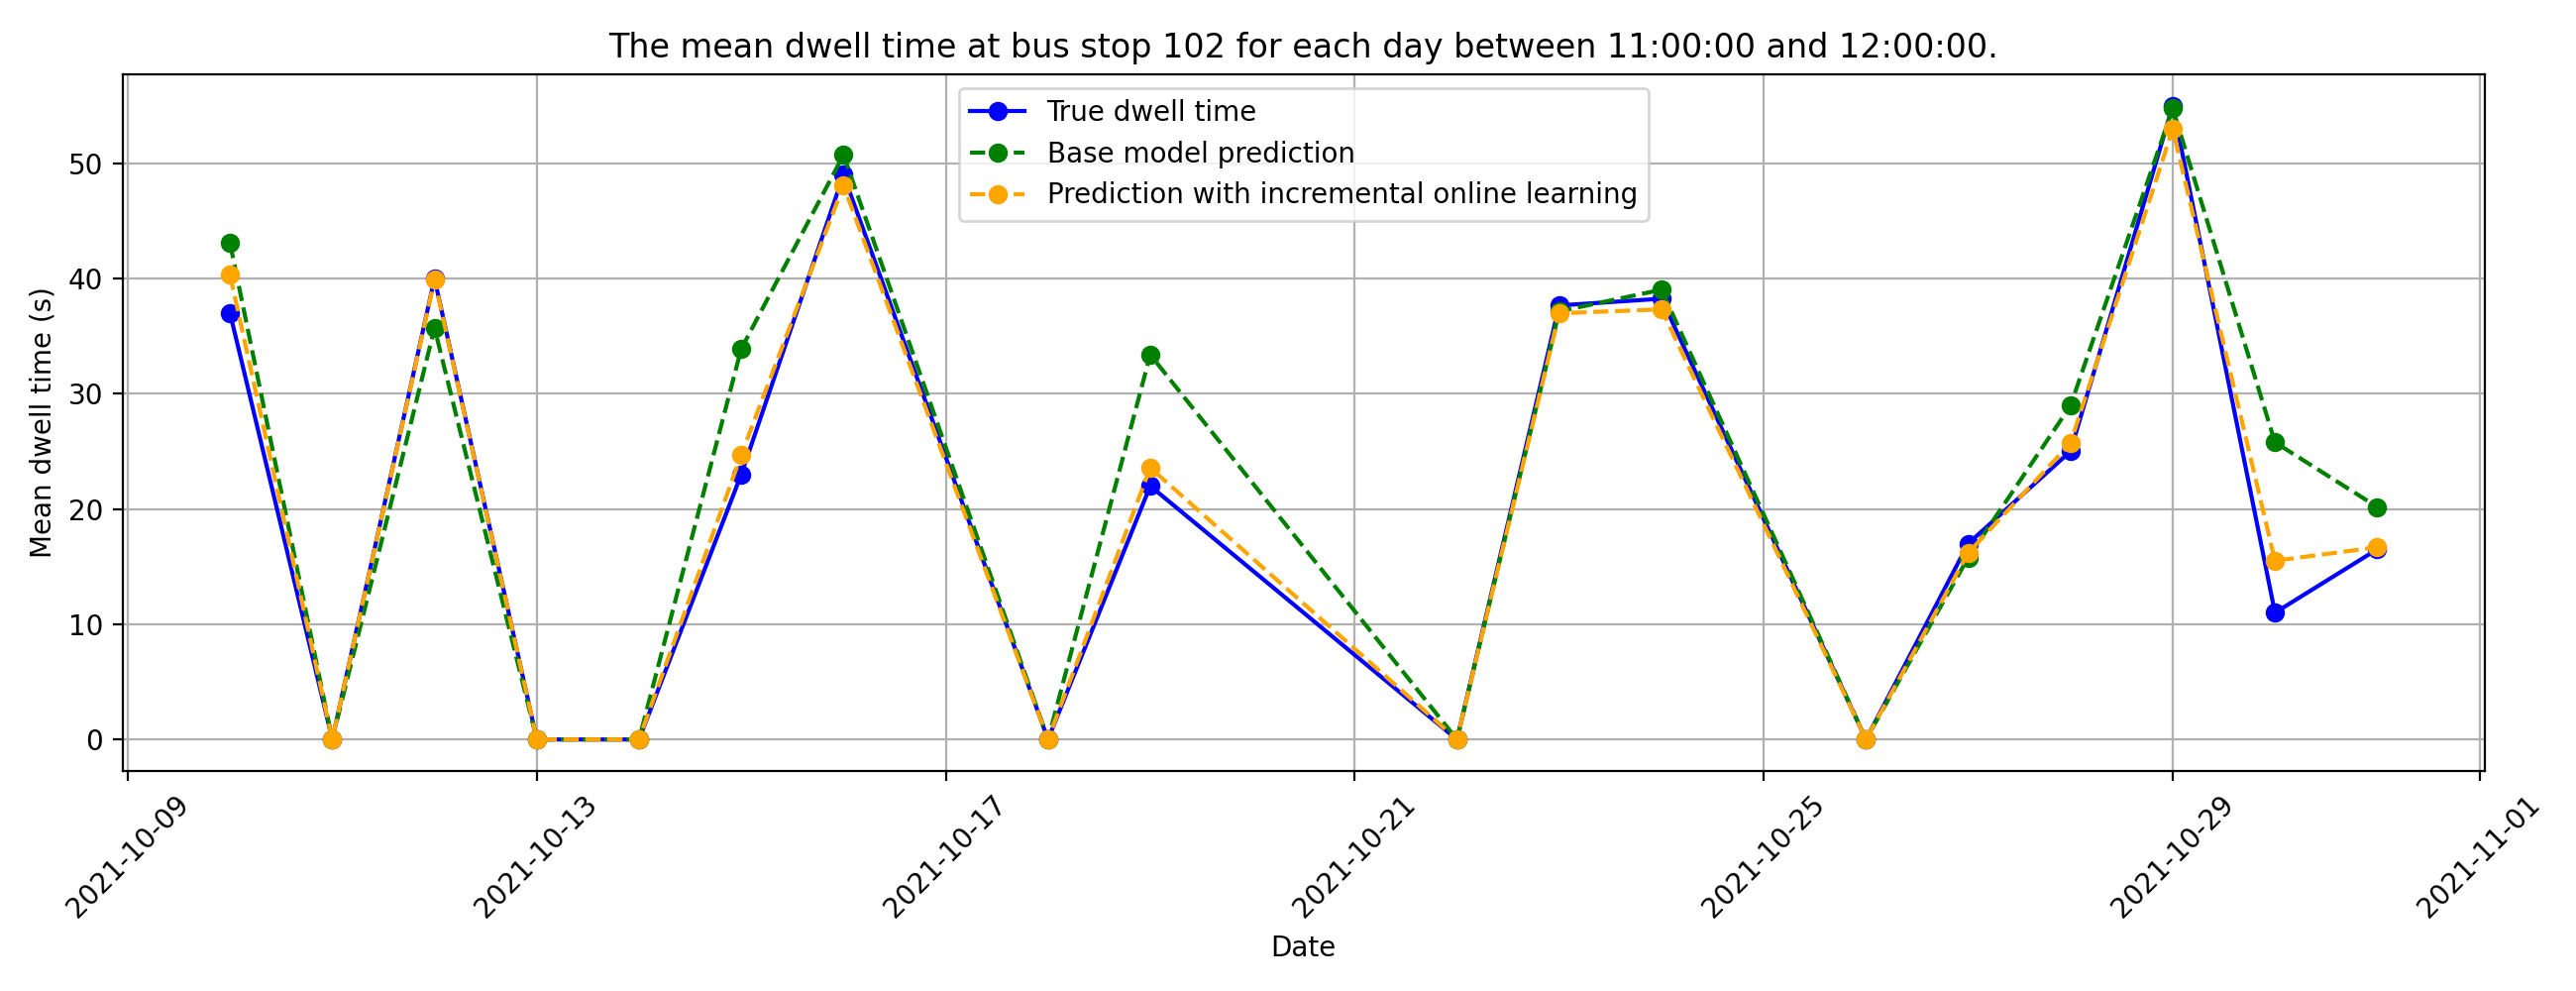 The mean dwell time at bus stop 102 for each day between 11:00:00 and 12:00:00.
True dwell time
Base model prediction
Prediction with incremental online learning
Mean dwell time (s)
50
40
30
20
10
0
2021-10-09
2021-10-13
2021-10-17
2021-10-21
2021-10-25
2021-10-29
2021-11-01
Date